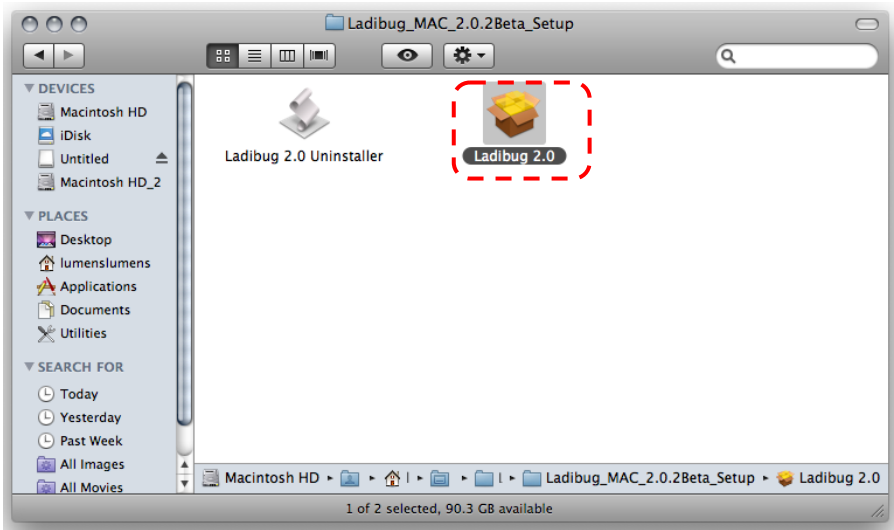 Ladibug_MAC_2.0.2Beta_Setup
DEVICES
Macintosh HD
iDisk
Untitled
Macintosh HD_2
PLACES
Desktop
lumenslumens
Applications
Documents
Utilities
SEARCH FOR
Today
Yesterday
Past Week
All Images
All Movies
Ladibug 2.0 Uninstaller
Ladibug 2.0
Macintosh HD ▸ ▸ l ▸ ▸ l ▸ Ladibug_MAC_2.0.2Beta_Setup ▸ Ladibug 2.0
1 of 2 selected, 90.3 GB available